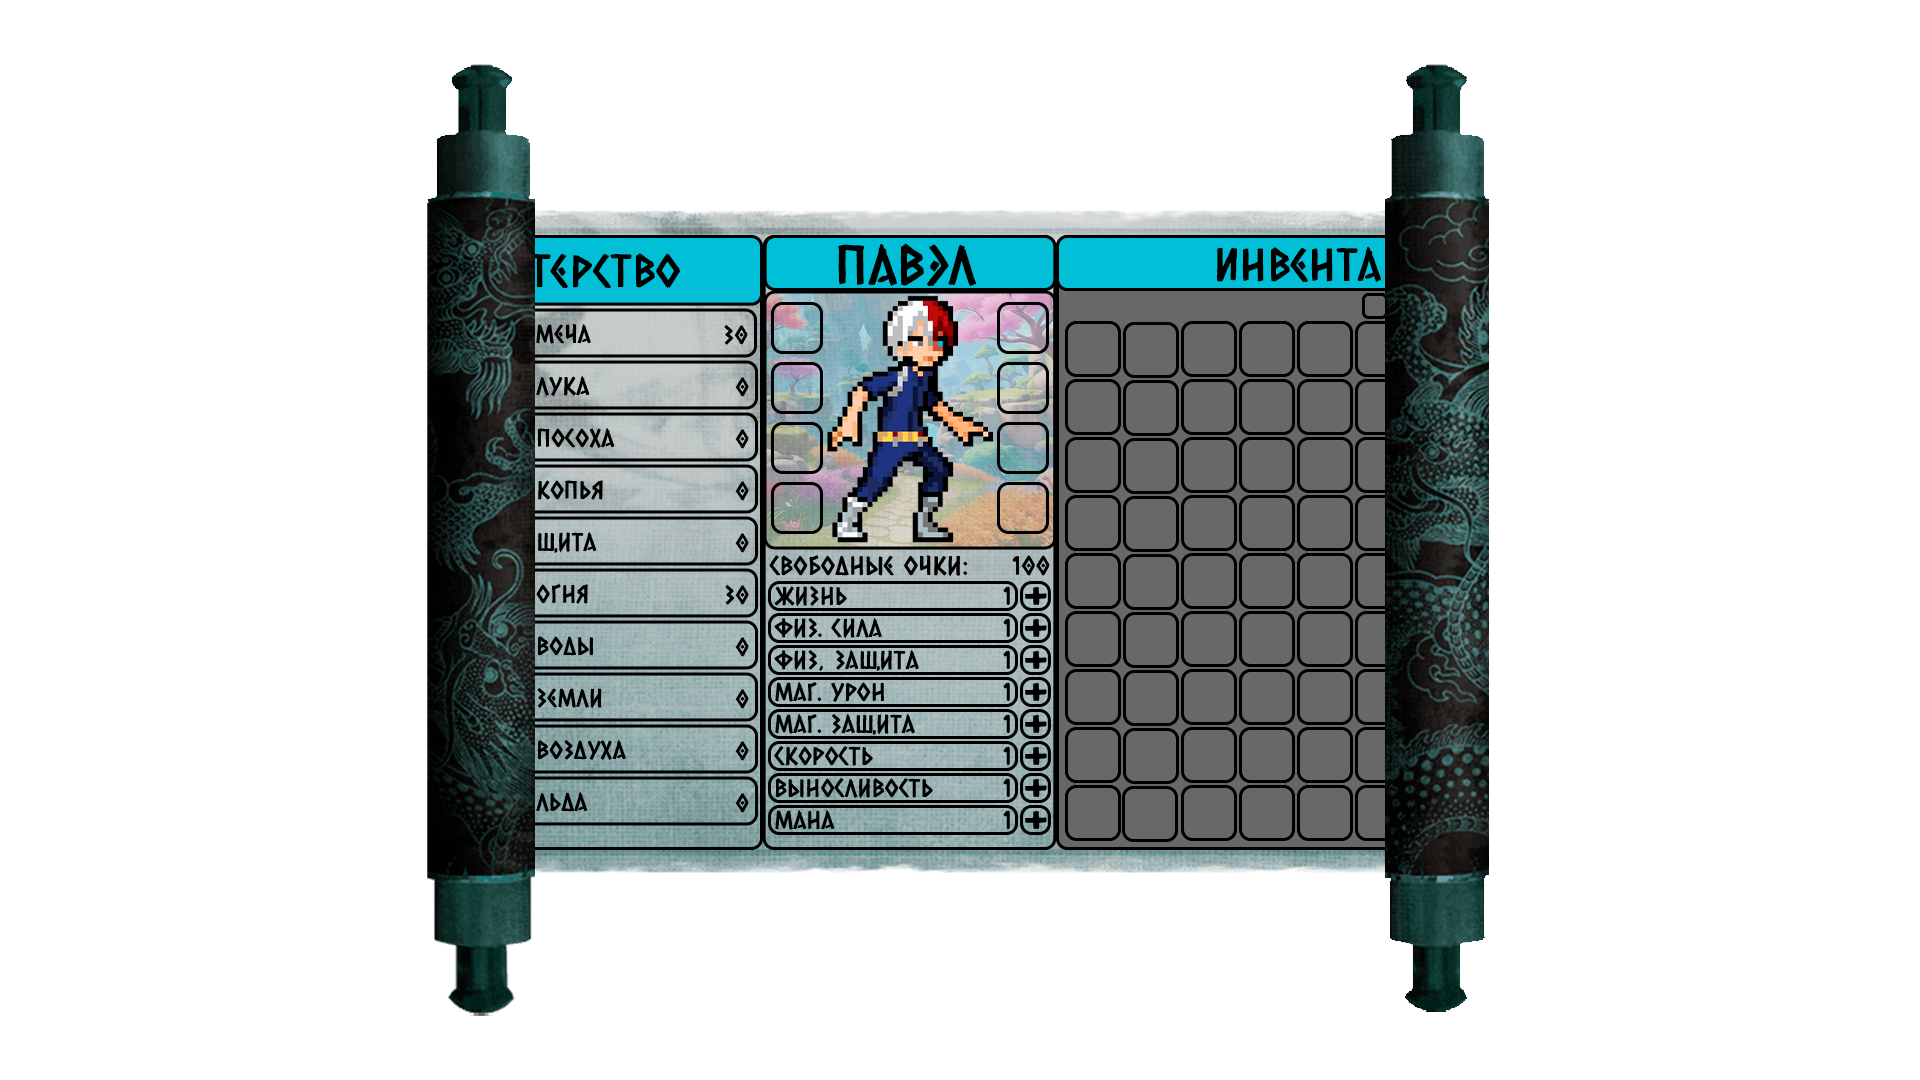 ТЕРСТВО
МЕЧА 30
ЛУКА 0
ПОСОХА 0
КОПЬЯ 0
ЩИТА 0
ОГНЯ 30
ВОДЫ 0
ЗЕМЛИ 0
ВОЗДУХА 0
ЛЬДА 0
ПАВЭЛ
СВОБОДНЫЕ ОЧКИ: 100
ЖИЗНЬ 1 +
ФИЗ. СИЛА 1 +
ФИЗ. ЗАЩИТА 1 +
МАГ. УРОН 1 +
МАГ. ЗАЩИТА 1 +
СКОРОСТЬ 1 +
ВЫНОСЛИВОСТЬ 1 +
МАНА 1 +
ИНВЕНТА